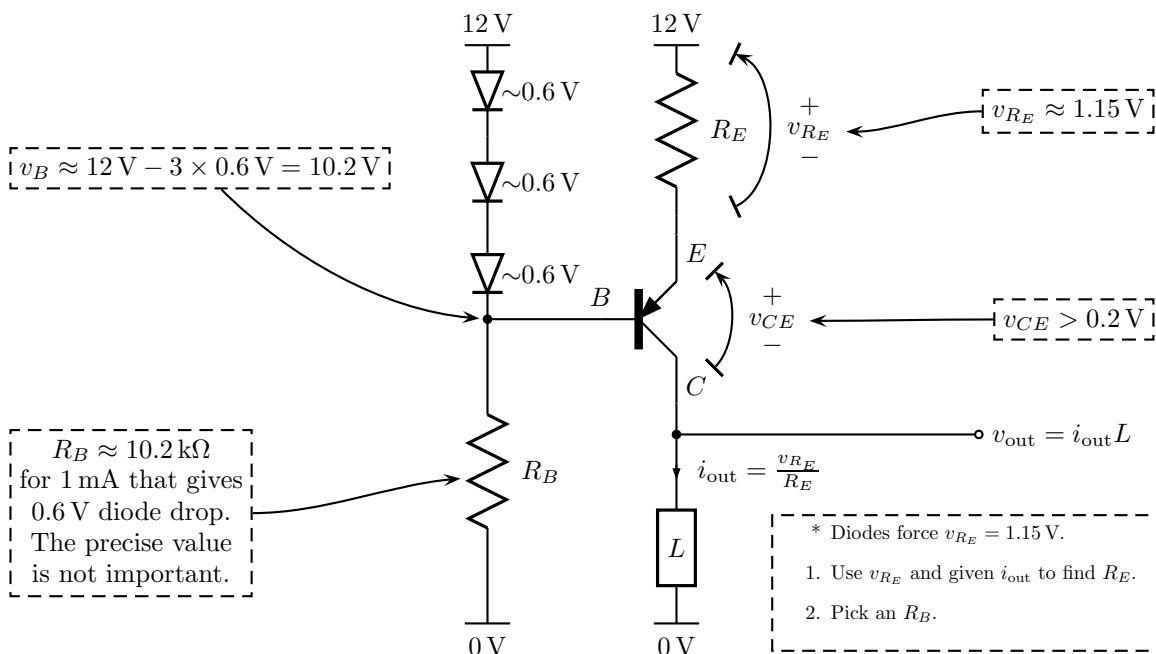 12 V
12 V
∼0.6 V
∼0.6 V
∼0.6 V
v_B ≈ 12 V − 3 × 0.6 V = 10.2 V
R_E
+
v_{R_E}
−
v_{R_E} ≈ 1.15 V
E
B
C
+
v_{CE}
−
v_{CE} > 0.2 V
R_B ≈ 10.2 kΩ
for 1 mA that gives
0.6 V diode drop.
The precise value
is not important.
R_B
v_out = i_out L
i_out = v_{R_E}/R_E
L
* Diodes force v_{R_E} = 1.15 V.
1. Use v_{R_E} and given i_out to find R_E.
2. Pick an R_B.
0 V
0 V